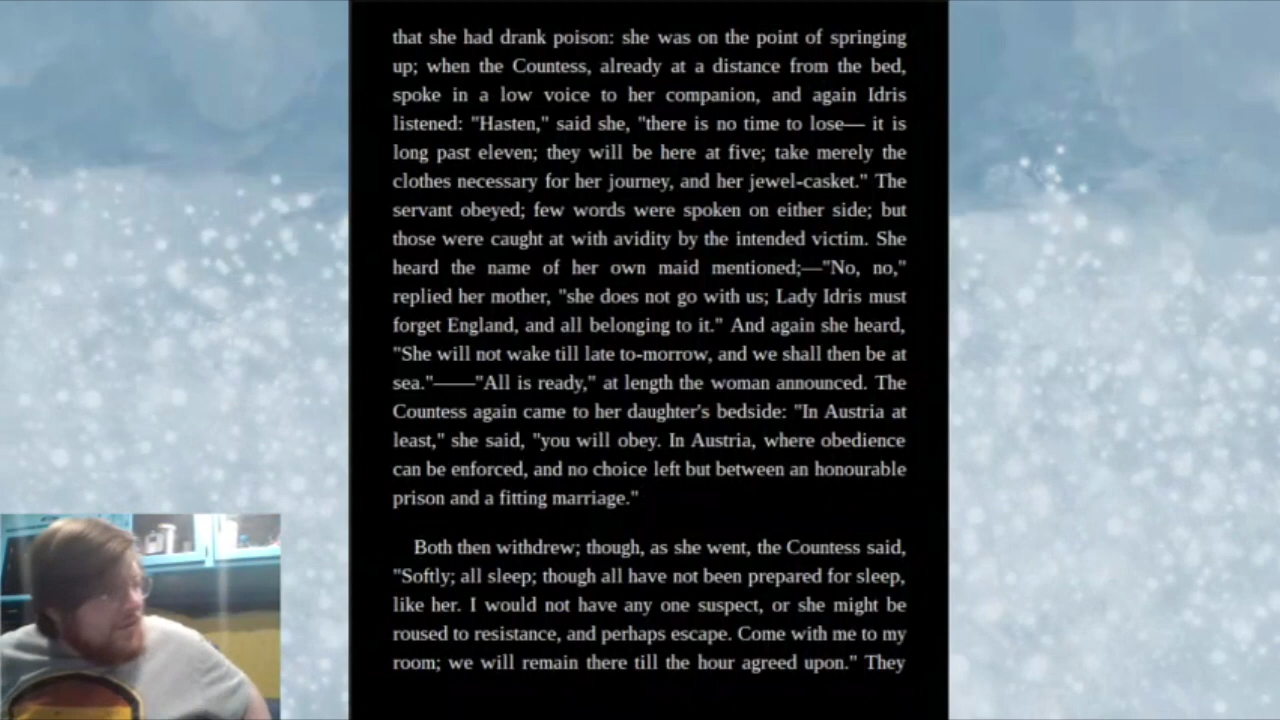 that she had drank poison: she was on the point of springing
up; when the Countess, already at a distance from the bed,
spoke in a low voice to her companion, and again Idris
listened: "Hasten," said she, "there is no time to lose— it is
long past eleven; they will be here at five; take merely the
clothes necessary for her journey, and her jewel-casket." The
servant obeyed; few words were spoken on either side; but
those were caught at with avidity by the intended victim. She
heard the name of her own maid mentioned;—"No, no,"
replied her mother, "she does not go with us; Lady Idris must
forget England, and all belonging to it." And again she heard,
"She will not wake till late to-morrow, and we shall then be at
sea."——"All is ready," at length the woman announced. The
Countess again came to her daughter's bedside: "In Austria at
least," she said, "you will obey. In Austria, where obedience
can be enforced, and no choice left but between an honourable
prison and a fitting marriage."
Both then withdrew; though, as she went, the Countess said,
"Softly; all sleep; though all have not been prepared for sleep,
like her. I would not have any one suspect, or she might be
roused to resistance, and perhaps escape. Come with me to my
room; we will remain there till the hour agreed upon." They